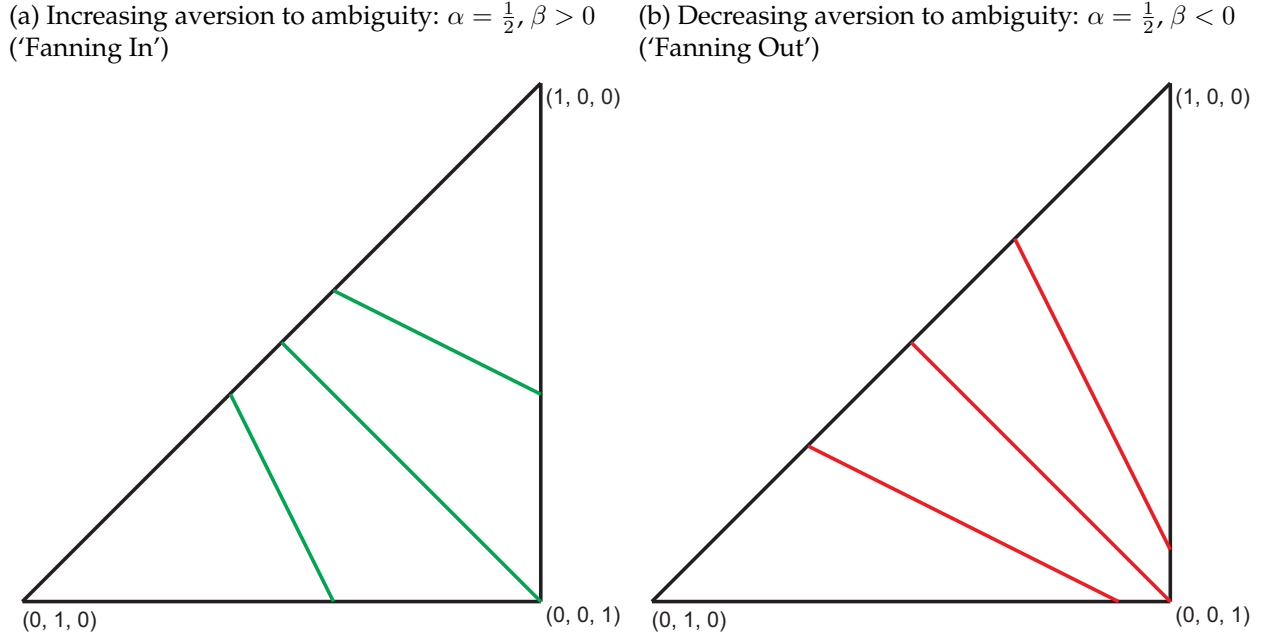 (a) Increasing aversion to ambiguity: α = 1/2, β > 0
(‘Fanning In’)
(1, 0, 0)
(0, 1, 0)
(0, 0, 1)
(b) Decreasing aversion to ambiguity: α = 1/2, β < 0
(‘Fanning Out’)
(1, 0, 0)
(0, 1, 0)
(0, 0, 1)